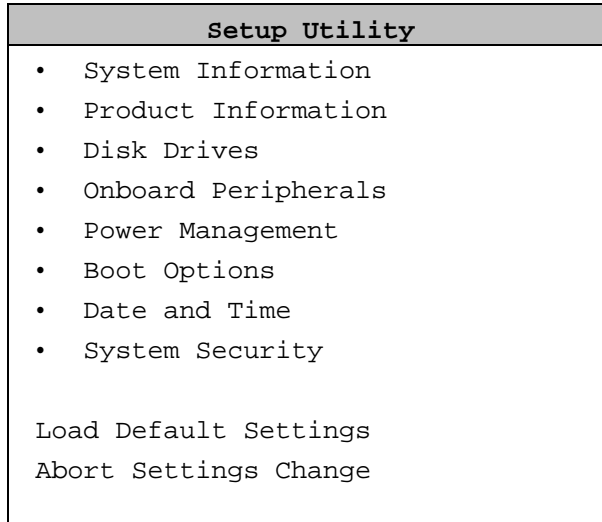 Setup Utility
• System Information
• Product Information
• Disk Drives
• Onboard Peripherals
• Power Management
• Boot Options
• Date and Time
• System Security
Load Default Settings
Abort Settings Change